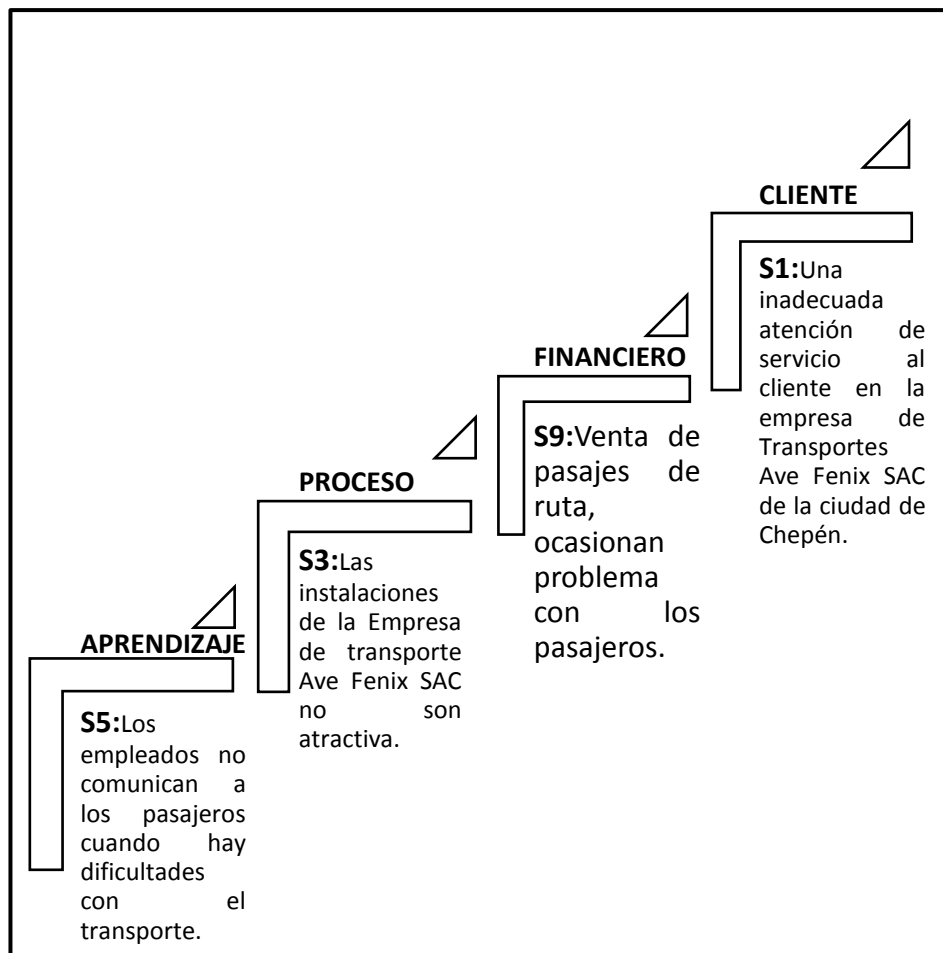 CLIENTE
S1:Una
inadecuada
atención de
servicio al
cliente en la
empresa de
Transportes
Ave Fenix SAC
de la ciudad de
Chepén.
FINANCIERO
S9:Venta de
pasajes de
ruta,
ocasionan
problema
con los
pasajeros.
PROCESO
S3:Las
instalaciones
de la Empresa
de transporte
Ave Fenix SAC
no son
atractiva.
APRENDIZAJE
S5:Los
empleados no
comunican a
los pasajeros
cuando hay
dificultades
con el
transporte.